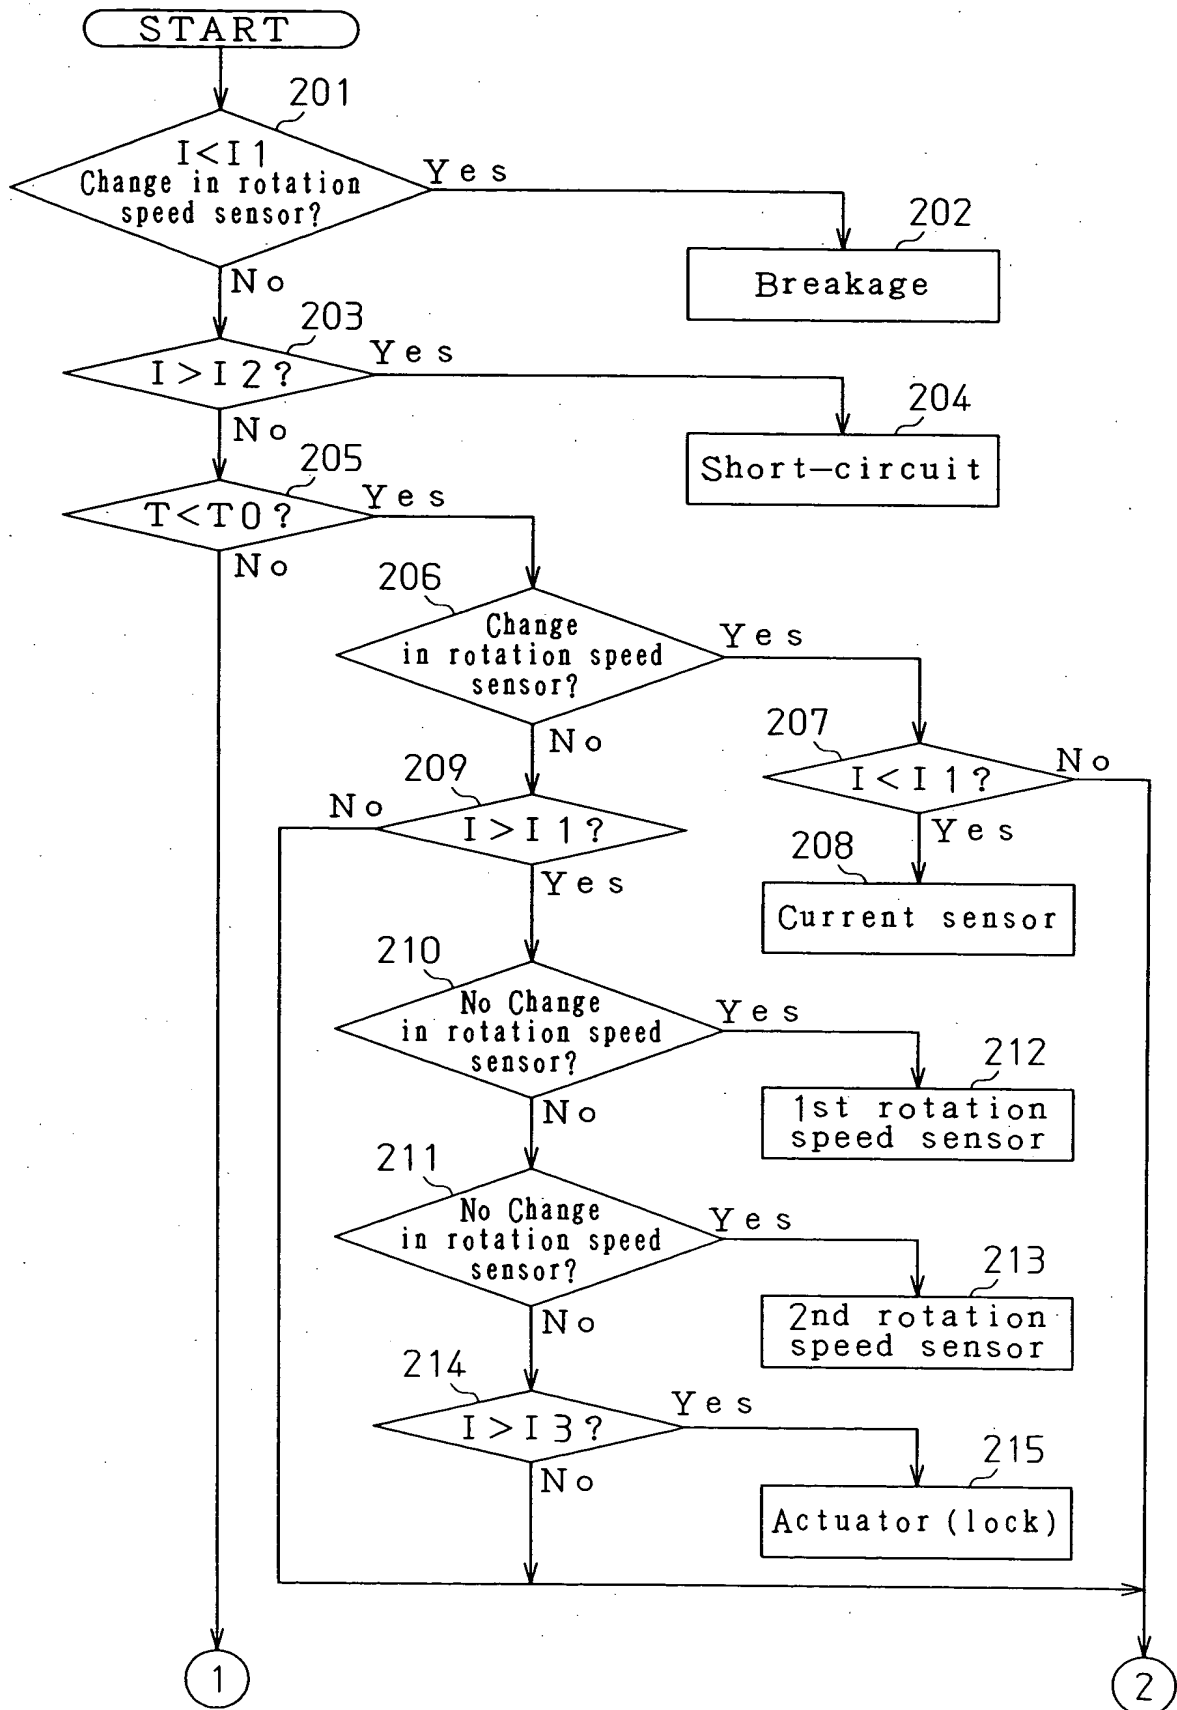 START
201
I<I1
Change in rotation
speed sensor?
Yes
202
Breakage
No
203
I>I2?
Yes
204
Short-circuit
No
205
T<T0?
Yes
No
206
Change
in rotation speed
sensor?
Yes
No
207
I<I1?
No
Yes
208
Current sensor
209
No
I>I1?
Yes
210
No Change
in rotation speed
sensor?
Yes
212
1st rotation
speed sensor
No
211
No Change
in rotation speed
sensor?
Yes
213
2nd rotation
speed sensor
No
214
I>I3?
Yes
215
Actuator (lock)
No
1
2